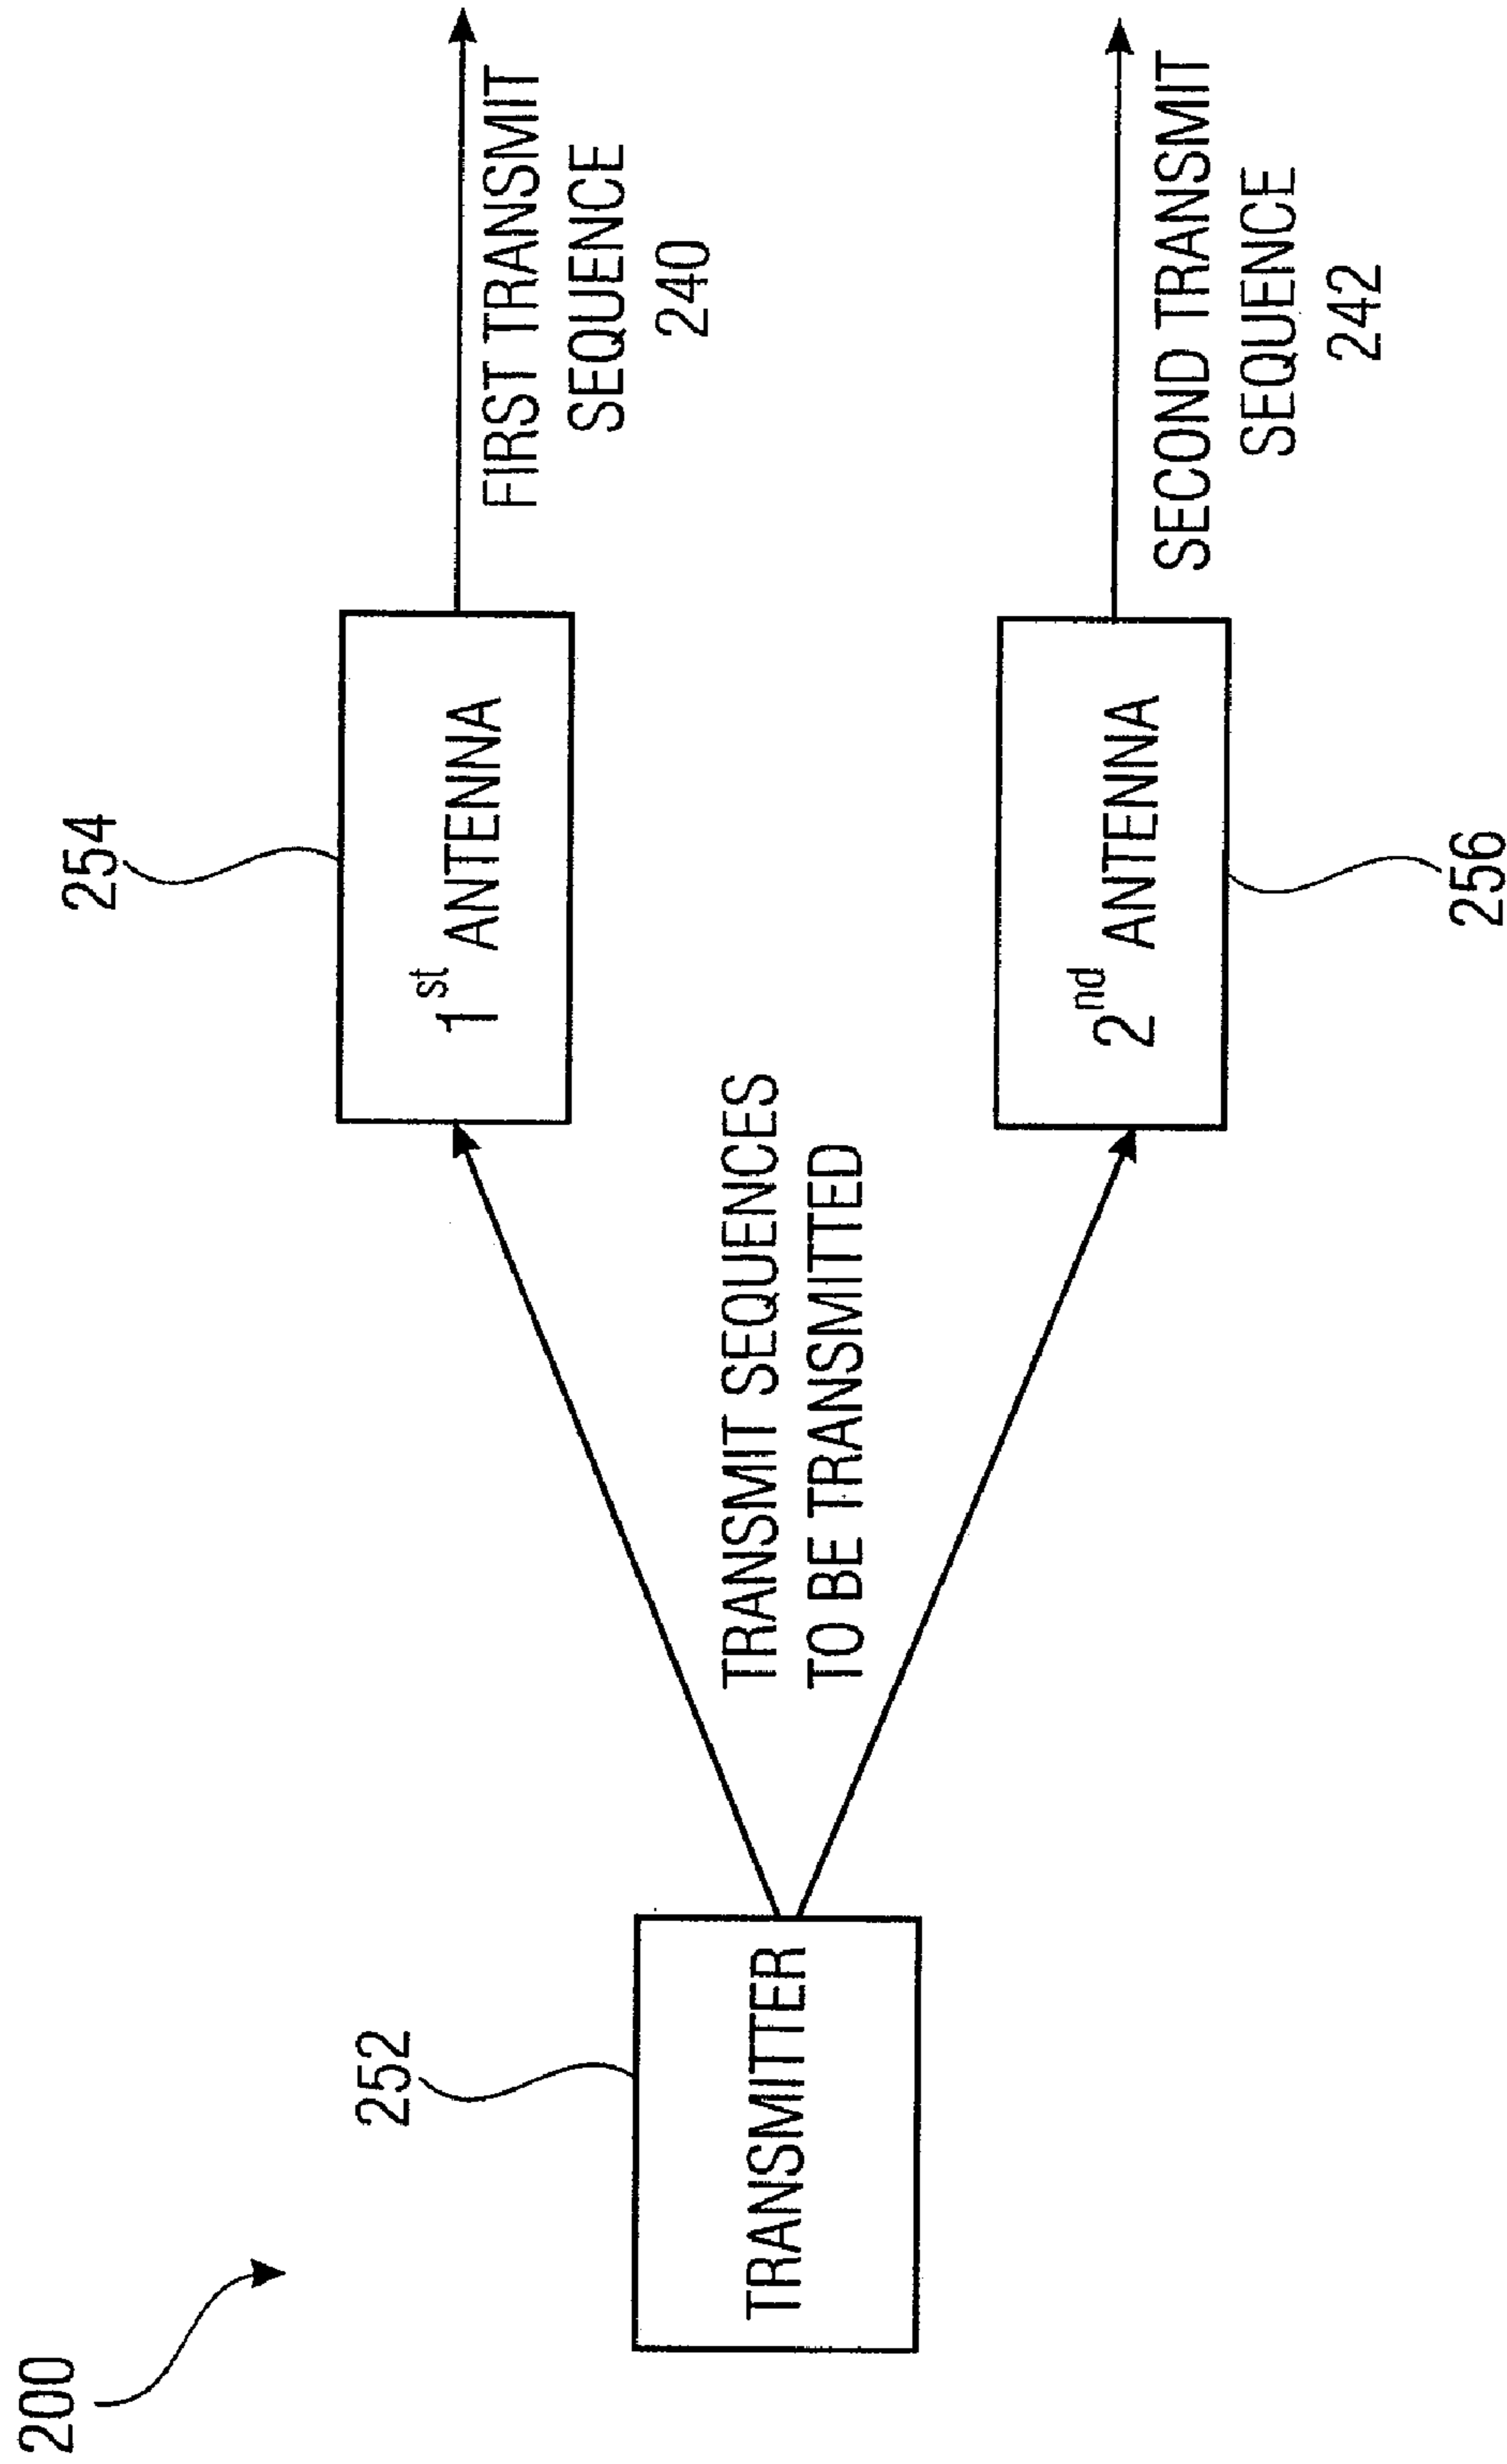 200
252
TRANSMITTER
TRANSMIT SEQUENCES
TO BE TRANSMITTED
254
1st ANTENNA
FIRST TRANSMIT
SEQUENCE
240
2nd ANTENNA
256
SECOND TRANSMIT
SEQUENCE
242